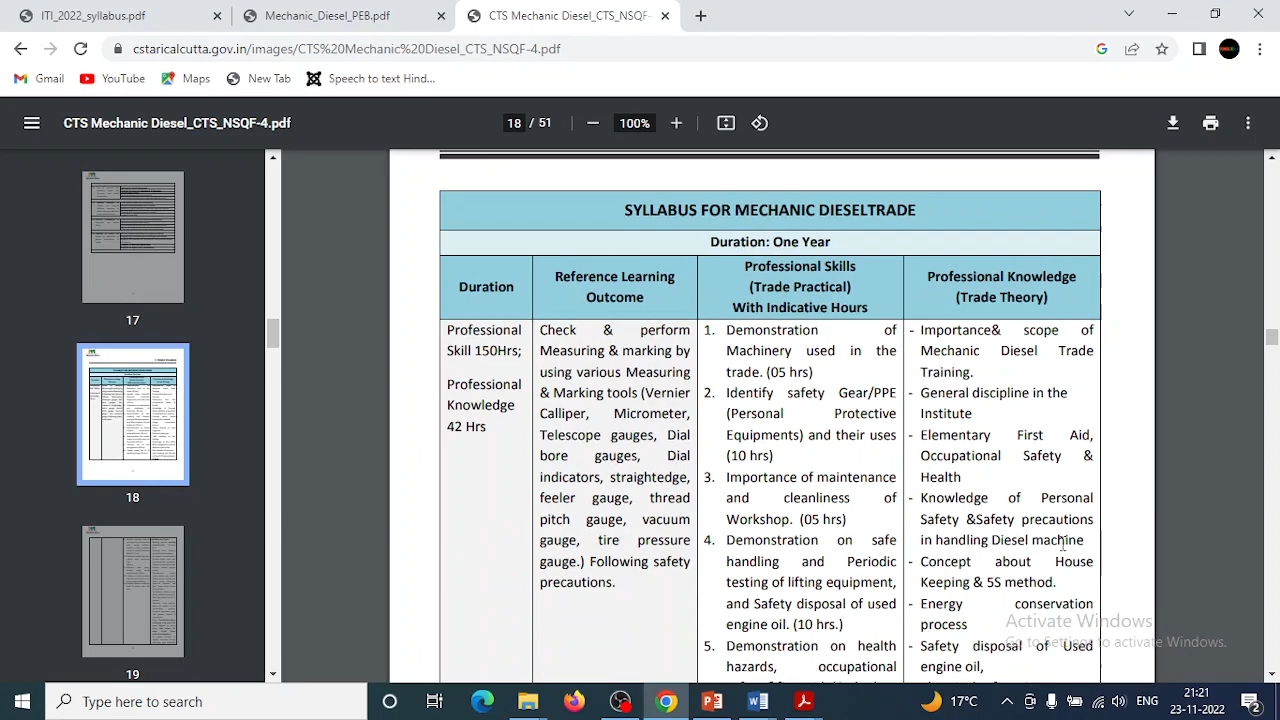 ITI_2022_syllabus.pdf
Mechanic_Diesel_PEB.pdf
CTS Mechanic Diesel_CTS_NSQF-
cstaricalcutta.gov.in/images/CTS%20Mechanic%20Diesel_CTS_NSQF-4.pdf
Gmail YouTube Maps New Tab Speech to text Hind...
CTS Mechanic Diesel_CTS_NSQF-4.pdf 18 / 51 100%
17
18
19
SYLLABUS FOR MECHANIC DIESELTRADE
Duration: One Year
Duration
Reference Learning
Outcome
Professional Skills
(Trade Practical)
With Indicative Hours
Professional Knowledge
(Trade Theory)
Professional
Skill 150Hrs;
Professional
Knowledge
42 Hrs
Check & perform
Measuring & marking by
using various Measuring
& Marking tools (Vernier
Calliper, Micrometer,
Telescope gauges, Dial
bore gauges, Dial
indicators, straightedge,
feeler gauge, thread
pitch gauge, vacuum
gauge, tire pressure
gauge.) Following safety
precautions.
1. Demonstration of
Machinery used in the
trade. (05 hrs)
2. Identify safety Gear/PPE
(Personal Protective
Equipments) and their uses
(10 hrs)
3. Importance of maintenance
and cleanliness of
Workshop. (05 hrs)
4. Demonstration on safe
handling and Periodic
testing of lifting equipment,
and Safety disposal of used
engine oil. (10 hrs.)
5. Demonstration on health
hazards, occupational
- Importance& scope of
Mechanic Diesel Trade
Training.
- General discipline in the
Institute
- Elementary First Aid,
Occupational Safety &
Health
- Knowledge of Personal
Safety &Safety precautions
in handling Diesel machine
- Concept about House
Keeping & 5S method.
- Energy conservation
process
- Safety disposal of Used
engine oil,
Activate Windows
Go to Settings to activate Windows.
Type here to search
17°C
ENG
21:21
23-11-2022
2